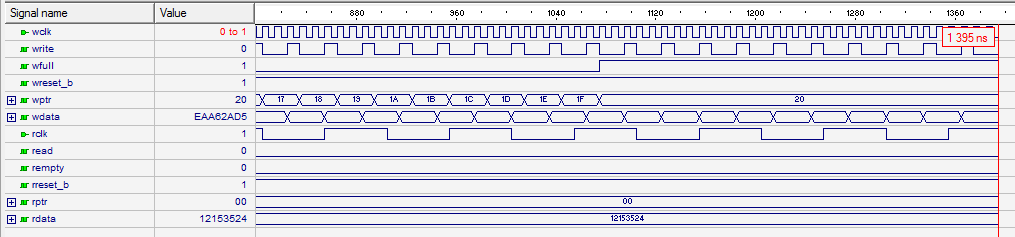 Signal name Value 880 960 1040 1120 1200 1280 1360
wclk 0 to 1 1 395 ns
write 0
wfull 1
wreset_b 1
wptr 20 17 18 19 1A 1B 1C 1D 1E 1F 20
wdata EAA62AD5
rclk 1
read 0
rempty 0
rreset_b 1
rptr 00 00
rdata 12153524 12153524